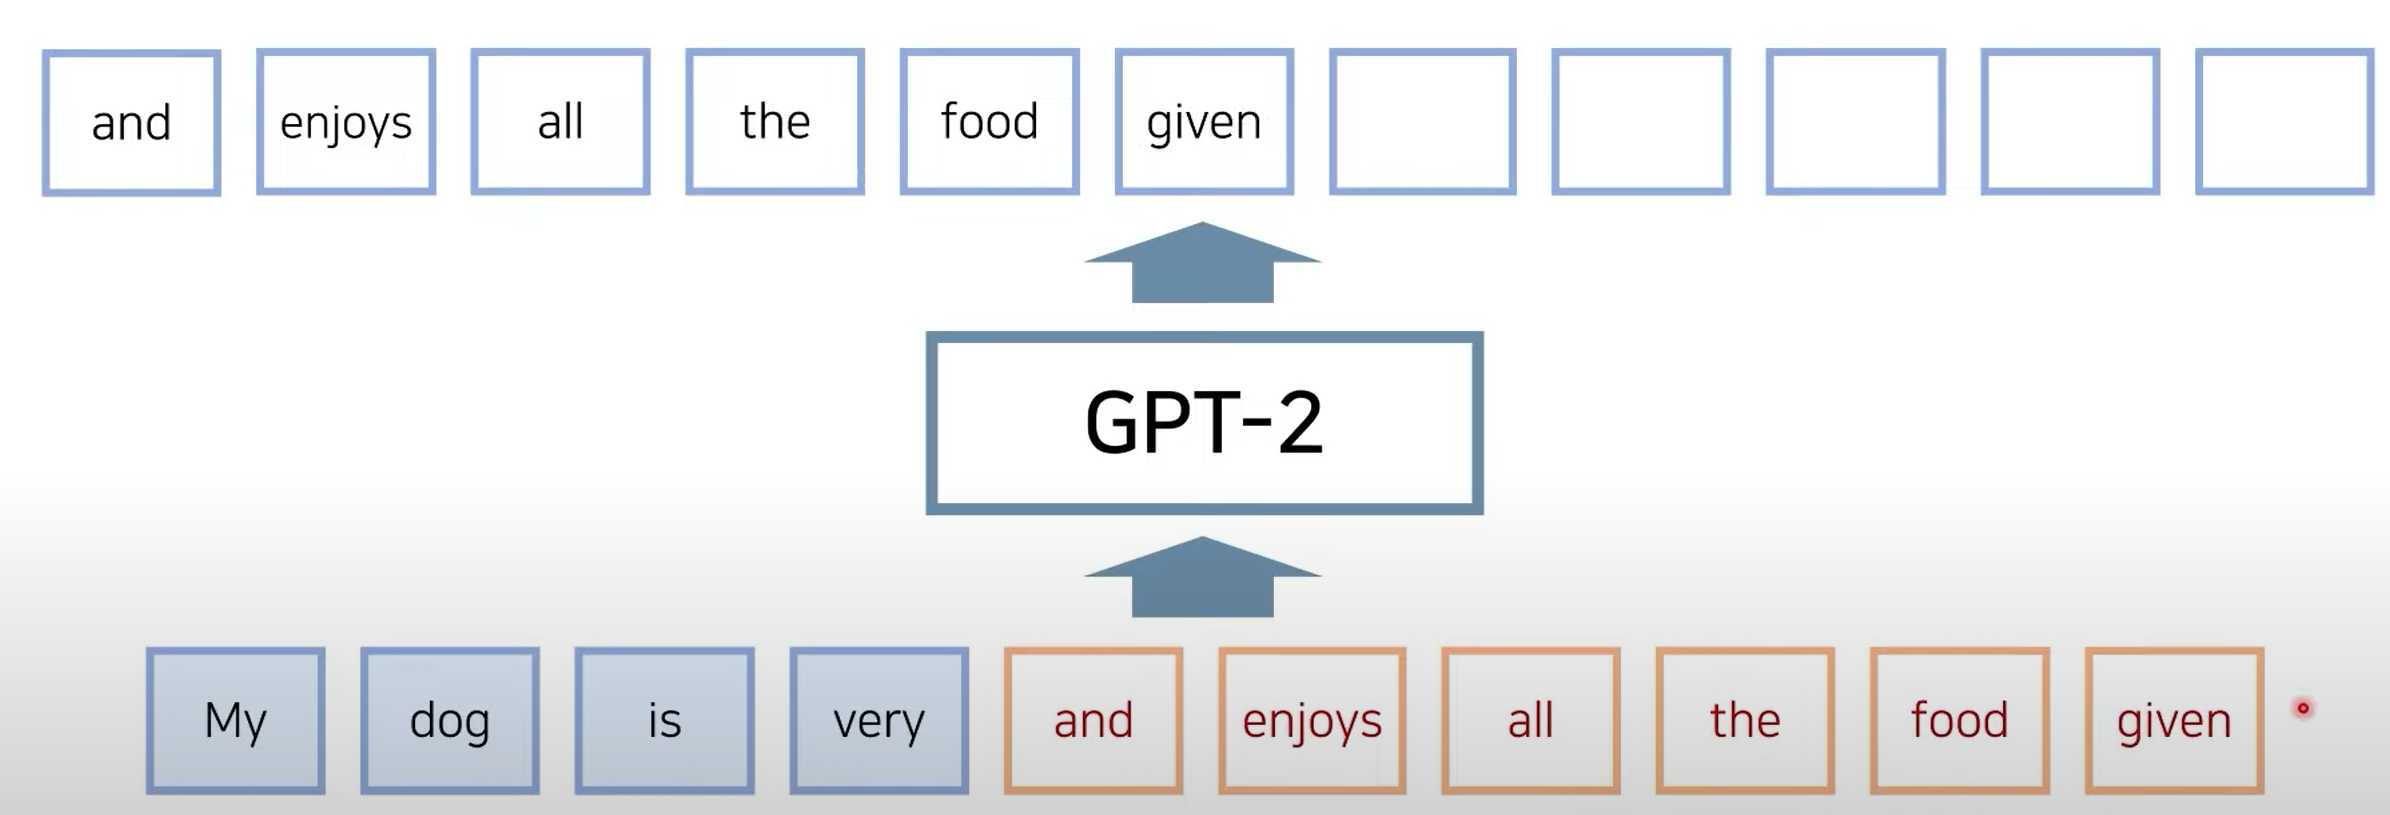 and enjoys all the food given
GPT-2
My dog is very and enjoys all the food given